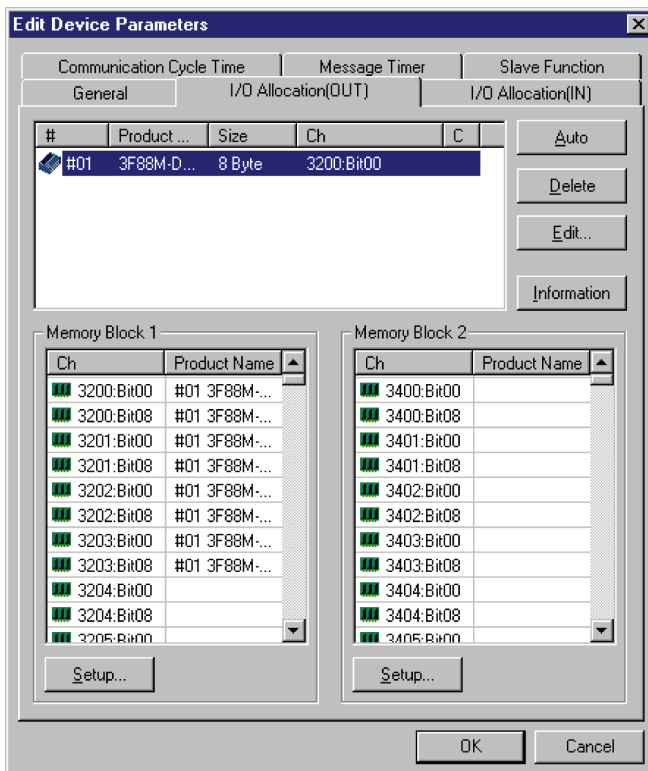 Edit Device Parameters
Communication Cycle Time Message Timer Slave Function
General I/O Allocation(OUT) I/O Allocation(IN)
# Product ... Size Ch C
#01 3F88M-D... 8 Byte 3200:Bit00
Auto
Delete
Edit...
Information
Memory Block 1
Ch Product Name
3200:Bit00 #01 3F88M-...
3200:Bit08 #01 3F88M-...
3201:Bit00 #01 3F88M-...
3201:Bit08 #01 3F88M-...
3202:Bit00 #01 3F88M-...
3202:Bit08 #01 3F88M-...
3203:Bit00 #01 3F88M-...
3203:Bit08 #01 3F88M-...
3204:Bit00
3204:Bit08
3205:Bit00
Setup...
Memory Block 2
Ch Product Name
3400:Bit00
3400:Bit08
3401:Bit00
3401:Bit08
3402:Bit00
3402:Bit08
3403:Bit00
3403:Bit08
3404:Bit00
3404:Bit08
3405:Bit00
Setup...
OK Cancel